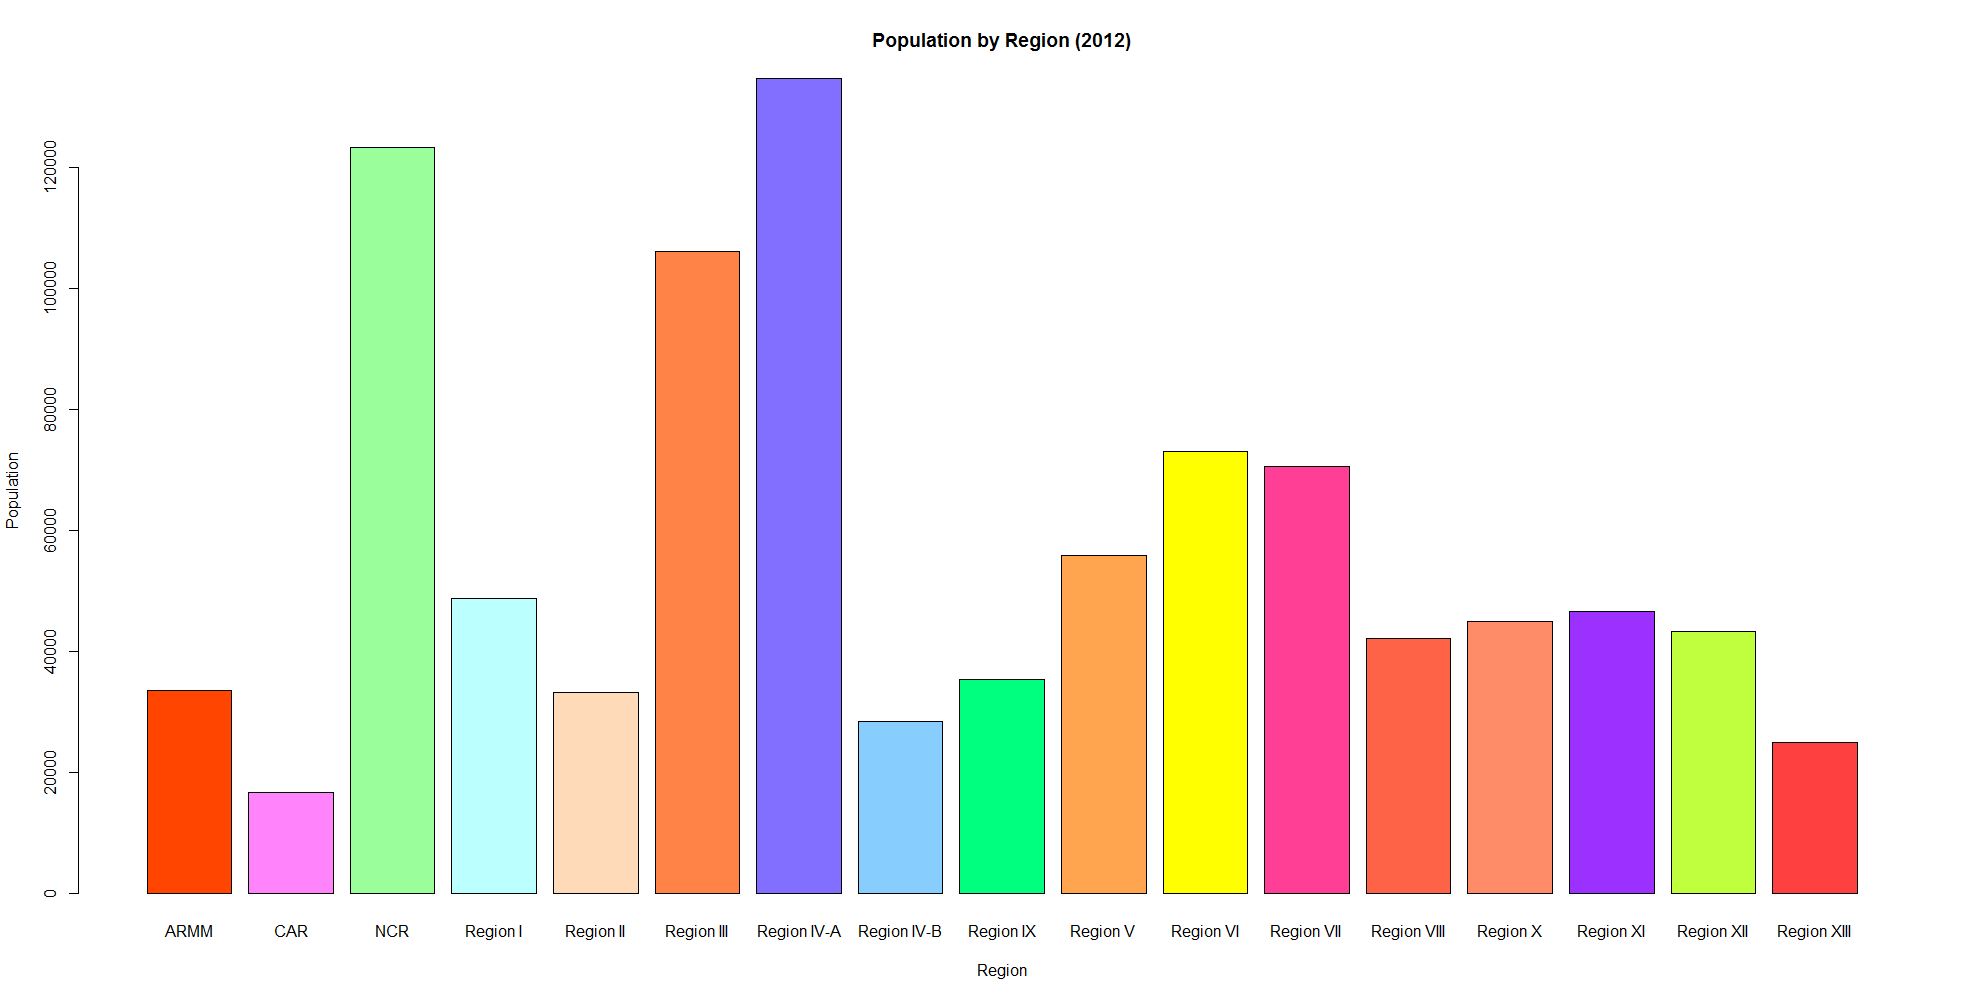 Population by Region (2012)
120000
100000
80000
60000
40000
20000
0
Population
ARMM CAR NCR Region I Region II Region III Region IV-A Region IV-B Region IX Region V Region VI Region VII Region VIII Region X Region XI Region XII Region XIII
Region